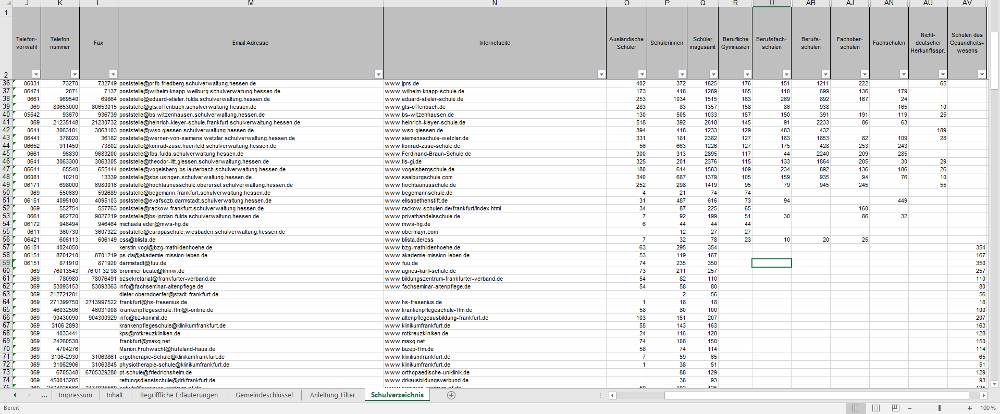 J K L M N O P Q R U AB AJ AN AU AV
1
2 Telefon-vorwahl Telefon nummer Fax Email Adresse Internetseite Ausländische Schüler Schülerinnen Schüler insgesamt Berufliche Gymnasien Berufsfach-schulen Berufs-schulen Fachober-schulen Fachschulen Nicht-deutscher Herkunftsspr. Schulen des Gesundheits-wesens
36 06031 73270 732749 poststelle@prfb.friedberg.schulverwaltung.hessen.de www.jprs.de 402 372 1825 176 151 1211 222 65
37 06471 2071 7137 poststelle@wilhelm-knapp.weilburg.schulverwaltung.hessen.de www.wilhelm-knapp-schule.de 173 418 1289 165 110 699 136 179
38 0661 969540 69864 poststelle@eduard-stieler.fulda.schulverwaltung.hessen.de www.eduard-stieler-schule.de 253 1034 1515 163 269 892 167 24
39 069 80653000 80653015 poststelle@gts.offenbach.schulverwaltung.hessen.de www.gts-offenbach.de 283 83 1357 158 86 938 165 10
40 05542 93670 936739 poststelle@bs.witzenhausen.schulverwaltung.hessen.de www.bs-witzenhausen.de 130 505 1033 157 150 391 191 119 25
41 069 21235148 21230732 poststelle@heinrich-kleyer-schule.frankfurt.schulverwaltung.hessen.de www.heinrich-kleyer-schule.de 518 392 2618 145 91 2233 86 63
42 0641 3063101 3063103 poststelle@wso.giessen.schulverwaltung.hessen.de www.wso-giessen.de 394 418 1233 129 483 432 189
43 06441 378020 36182 poststelle@werner-von-siemens.wetzlar.schulverwaltung.hessen.de www.siemensschule-wetzlar.de 331 181 2362 127 163 1853 82 109 28
44 06652 911450 73802 poststelle@konrad-zuse.huenfeld.schulverwaltung.hessen.de www.konrad-zuse-schule.de 56 663 1226 127 175 428 253 243
45 0661 96830 9683200 poststelle@fbs.fulda.schulverwaltung.hessen.de www.Ferdinand-Braun-Schule.de 300 313 2895 117 44 2240 209 285
46 0641 3063300 3063305 poststelle@theodor-litt.giessen.schulverwaltung.hessen.de www.tls-gi.de 325 201 2376 115 133 1864 205 30 29
47 06641 65540 655444 poststelle@vogelsberg-bs.lauterbach.schulverwaltung.hessen.de www.vogelsbergschule.de 180 614 1583 109 234 892 136 186 26
48 06081 10210 13339 poststelle@sbs.usingen.schulverwaltung.hessen.de www.saalburgschule.com 340 687 1379 105 159 935 94 76 10
49 06171 698000 6980016 poststelle@hochtaunusschule.oberursel.schulverwaltung.hessen.de www.hochtaunusschule.de 252 298 1419 95 79 945 245 55
50 069 550689 592689 poststelle@begemann.frankfurt.schulverwaltung.hessen.de www.begemannschule.de 4 21 74 74
51 06151 4095100 4095103 poststelle@evafsozb.darmstadt.schulverwaltung.hessen.de www.elisabethenstift.de 31 487 616 73 94 449
52 069 552754 557763 poststelle@rackow.frankfurt.schulverwaltung.hessen.de www.rackow-schulen.de/frankfurt/index.html 34 87 225 65 160
53 0661 902720 9027219 poststelle@bs-jordan.fulda.schulverwaltung.hessen.de www.privathandelsschule.de 7 92 199 51 30 86 32
54 06172 946494 946464 michaela.eder@mws-hg.de www.mws-hg.de 6 44 44 44
55 0611 360730 3607322 poststelle@europaschule.wiesbaden.schulverwaltung.hessen.de www.obermayr.com 12 27 27
56 06421 606113 606149 css@blista.de www.blista.de/css 7 32 78 23 10 20 25
57 06151 4024050 kerstin.vogl@bzg-mathildenhoehe.de www.bzg-mathildenhoehe.de 63 295 354 354
58 06151 8701210 8701219 ps-da@akademie-mission-leben.de www.akademie-mission-leben.de 53 119 167 167
59 06151 871910 871920 darmstadt@fuu.de www.fuu.de 74 235 350 350
60 069 76013543 76 01 32 98 brommer.beate@khnw.de www.agnes-karll-schule.de 73 211 257 257
61 069 780980 78076491 bzsekretariat@frankfurter-verband.de www.bildungszentrum-frankfurter-verband.de 54 82 110 110
62 069 53093153 53093363 info@fachseminar-altenpflege.de www.fachseminar-altenpflege.de 54 58 80 80
63 069 212721201 dieter.oberndoerfer@stadt-frankfurt.de 2 56 56
64 069 271399750 2713997522 frankfurt@hs-fresenius.de www.hs-fresenius.de 1 18 18 18
65 069 46032506 46031008 krankenpflegeschule.ffm@t-online.de www.krankenpflegeschule-ffm.de 58 80 100 100
66 069 90430090 904300929 info@bz-kommit.de www.altenpflegeausbildung-frankfurt.de 103 151 207 207
67 069 3106 2893 krankenpflegeschule@klinikumfrankfurt.de www.klinikumfrankfurt.de 55 143 163 163
68 069 4033441 kps@rotkreuzkliniken.de www.rotkreuzkliniken.de 24 116 128 128
69 069 24260530 frankfurt@maxq.net www.maxq.net 74 108 150 150
70 069 4704276 Marion.Frühwacht@hufeland-haus.de www.bizep-ffm.de 58 74 114 114
71 069 3106-2930 31063861 ergotherapie-Schule@klinikumfrankfurt.de www.klinikumfrankfurt.de 7 59 65 65
72 069 31062906 31063845 physiotherapie-schule@klinikumfrankfurt.de www.klinikumfrankfurt.de 1 38 51 51
73 069 6705348 6705329280 pt-schule@friedrichsheim.de www.orthopaedische-uniklinik.de 88 129 129
74 069 450013205 rettungsdienstschule@drkfrankfurt.de www.drkausbildungsverbund.de 38 93 93
75 069
... Impressum Inhalt Begriffliche Erläuterungen Gemeindeschlüssel Anleitung_Filter Schulverzeichnis
Bereit 100 %